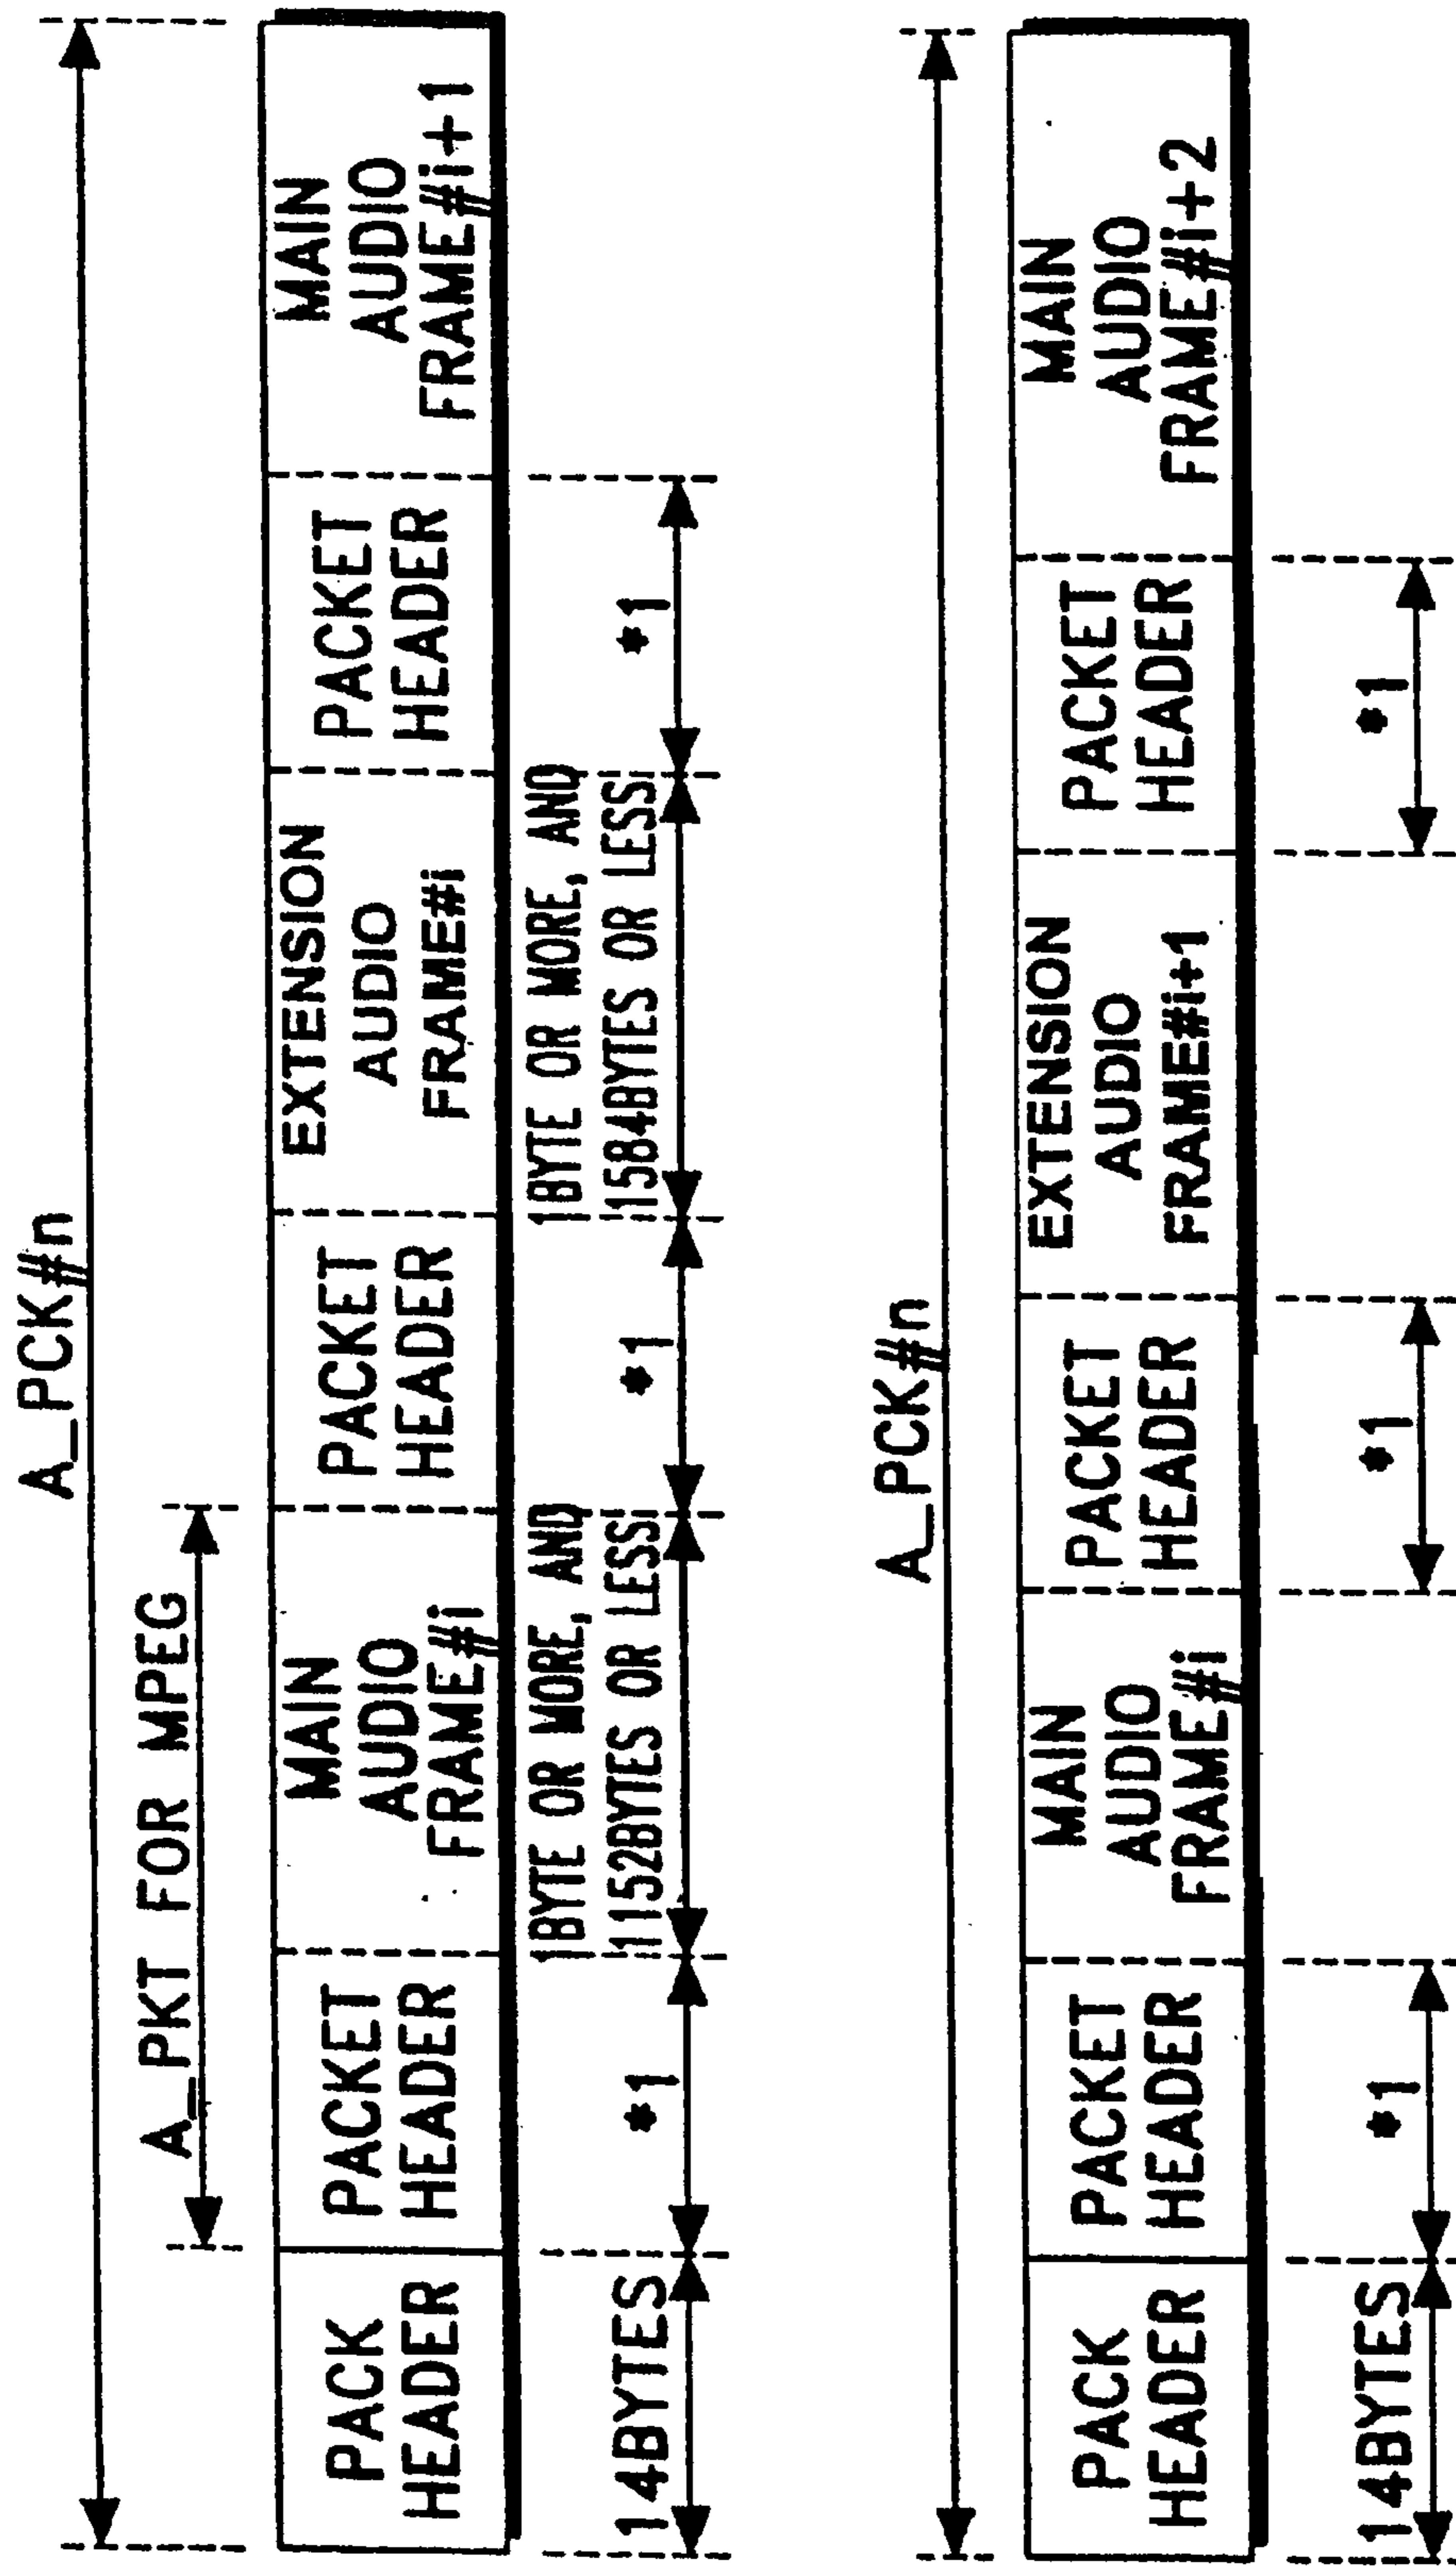 A_PCK#n
A_PKT FOR MPEG
PACK
HEADER
PACKET
HEADER
MAIN
AUDIO
FRAME#i
PACKET
HEADER
EXTENSION
AUDIO
FRAME#i
PACKET
HEADER
MAIN
AUDIO
FRAME#i+1
14BYTES
*1
1BYTE OR MORE, AND
1152BYTES OR LESS
*1
1BYTE OR MORE, AND
1584BYTES OR LESS
*1
A_PCK#n
PACK
HEADER
PACKET
HEADER
MAIN
AUDIO
FRAME#i
PACKET
HEADER
EXTENSION
AUDIO
FRAME#i+1
PACKET
HEADER
MAIN
AUDIO
FRAME#i+2
14BYTES
*1
*1
*1